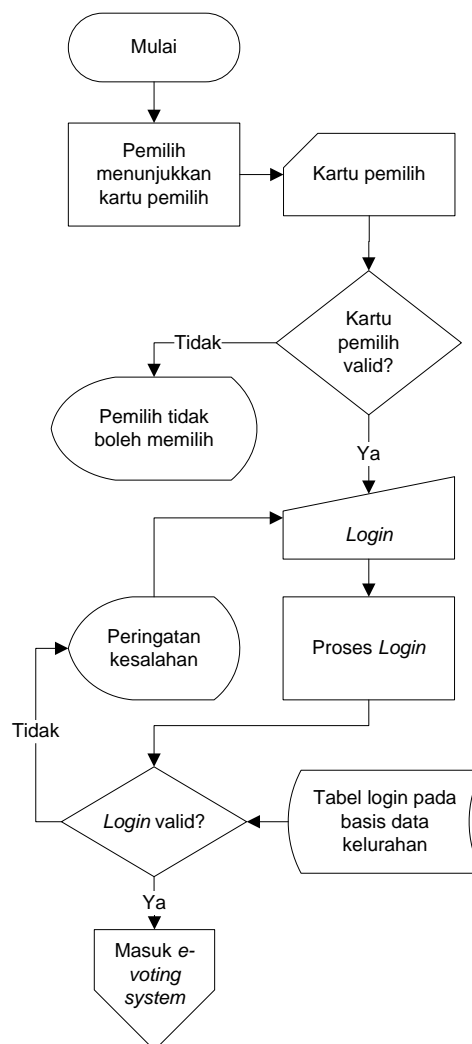 Mulai
Pemilih
menunjukkan
kartu pemilih
Kartu pemilih
Kartu
pemilih
valid?
Tidak
Pemilih tidak
boleh memilih
Ya
Login
Peringatan
kesalahan
Proses Login
Tidak
Login valid?
Tabel login pada
basis data
kelurahan
Ya
Masuk e-
voting
system